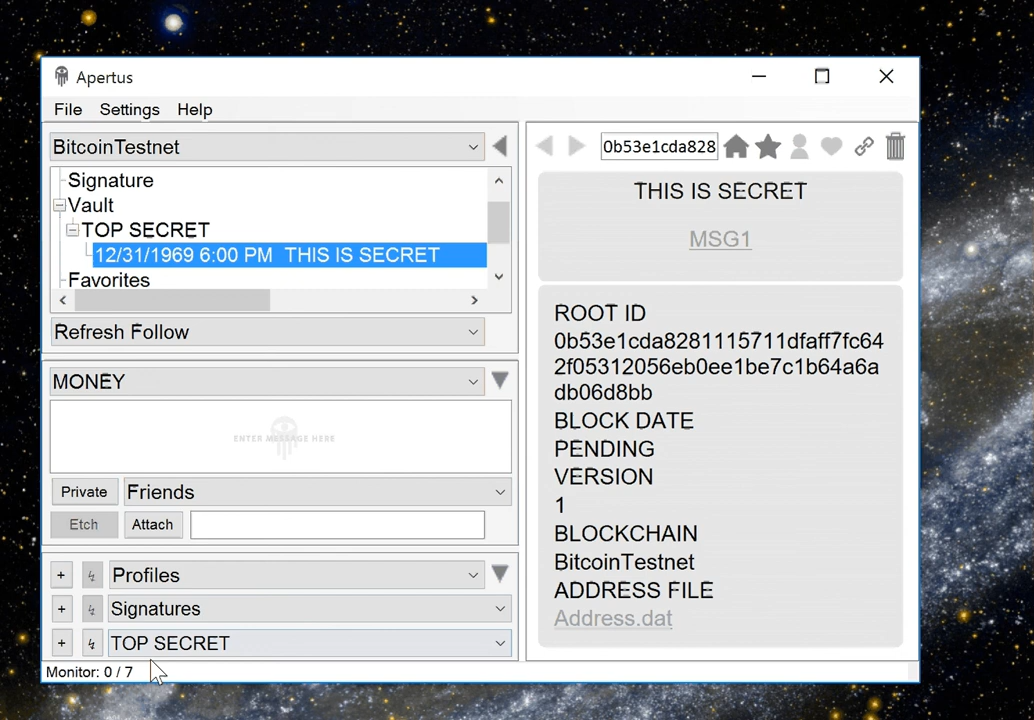 Apertus
File Settings Help
BitcoinTestnet
Signature
Vault
TOP SECRET
12/31/1969 6:00 PM THIS IS SECRET
Favorites
Refresh Follow
MONEY
ENTER MESSAGE HERE
Private Friends
Etch Attach
+ Profiles
+ Signatures
+ TOP SECRET
Monitor: 0 / 7
0b53e1cda828
THIS IS SECRET
MSG1
ROOT ID
0b53e1cda8281115711dfaff7fc64
2f05312056eb0ee1be7c1b64a6a
db06d8bb
BLOCK DATE
PENDING
VERSION
1
BLOCKCHAIN
BitcoinTestnet
ADDRESS FILE
Address.dat